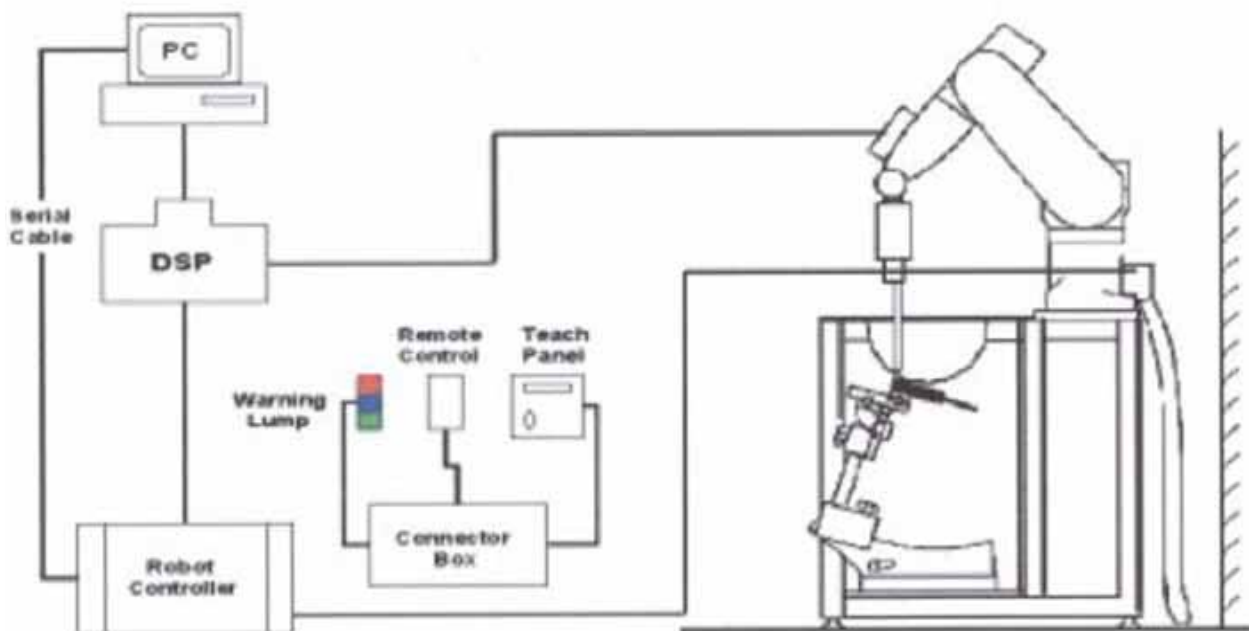 PC
Serial
Cable
DSP
Remote
Control
Teach
Panel
Warning
Lump
Connector
Box
Robot
Controller